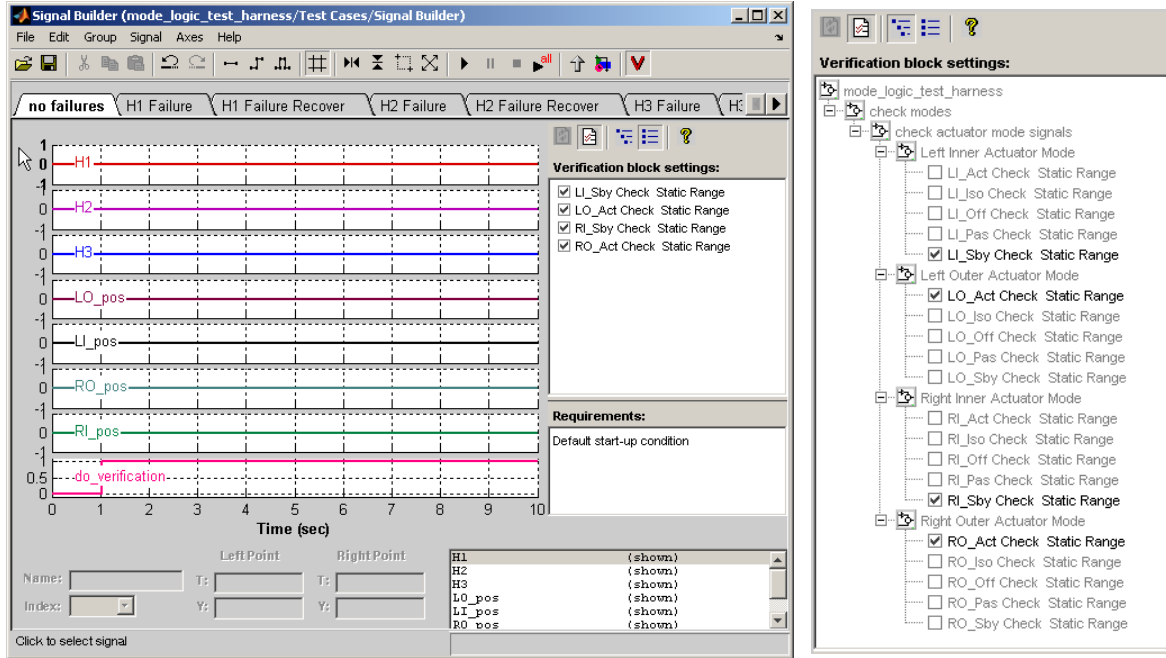 Signal Builder (mode_logic_test_harness/Test Cases/Signal Builder)
File Edit Group Signal Axes Help
all
no failures H1 Failure H1 Failure Recover H2 Failure H2 Failure Recover H3 Failure
1
0
-1
H1
0
-1
H2
0
-1
H3
0
-1
LO_pos
0
-1
LI_pos
0
-1
RO_pos
0
-1
RI_pos
1
0.5
0
do_verification
0 1 2 3 4 5 6 7 8 9 10
Time (sec)
Verification block settings:
LI_Sby Check Static Range
LO_Act Check Static Range
RI_Sby Check Static Range
RO_Act Check Static Range
Requirements:
Default start-up condition
Left Point Right Point
Name: T: T:
Index: Y: Y:
H1 (shown)
H2 (shown)
H3 (shown)
LO_pos (shown)
LI_pos (shown)
RO_pos (shown)
Click to select signal
Verification block settings:
mode_logic_test_harness
check modes
check actuator mode signals
Left Inner Actuator Mode
LI_Act Check Static Range
LI_Iso Check Static Range
LI_Off Check Static Range
LI_Pas Check Static Range
LI_Sby Check Static Range
Left Outer Actuator Mode
LO_Act Check Static Range
LO_Iso Check Static Range
LO_Off Check Static Range
LO_Pas Check Static Range
LO_Sby Check Static Range
Right Inner Actuator Mode
RI_Act Check Static Range
RI_Iso Check Static Range
RI_Off Check Static Range
RI_Pas Check Static Range
RI_Sby Check Static Range
Right Outer Actuator Mode
RO_Act Check Static Range
RO_Iso Check Static Range
RO_Off Check Static Range
RO_Pas Check Static Range
RO_Sby Check Static Range